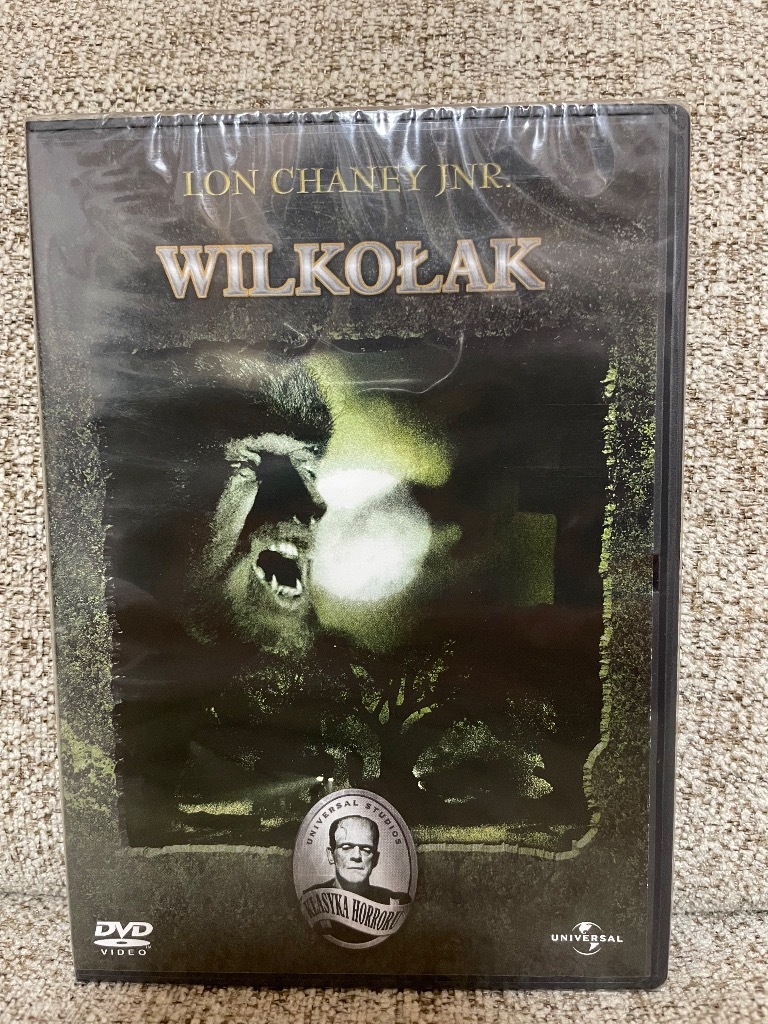 LON CHANEY JNR.
WILKOŁAK
UNIVERSAL STUDIOS
KLASYKA HORRORU
DVD
VIDEO
UNIVERSAL